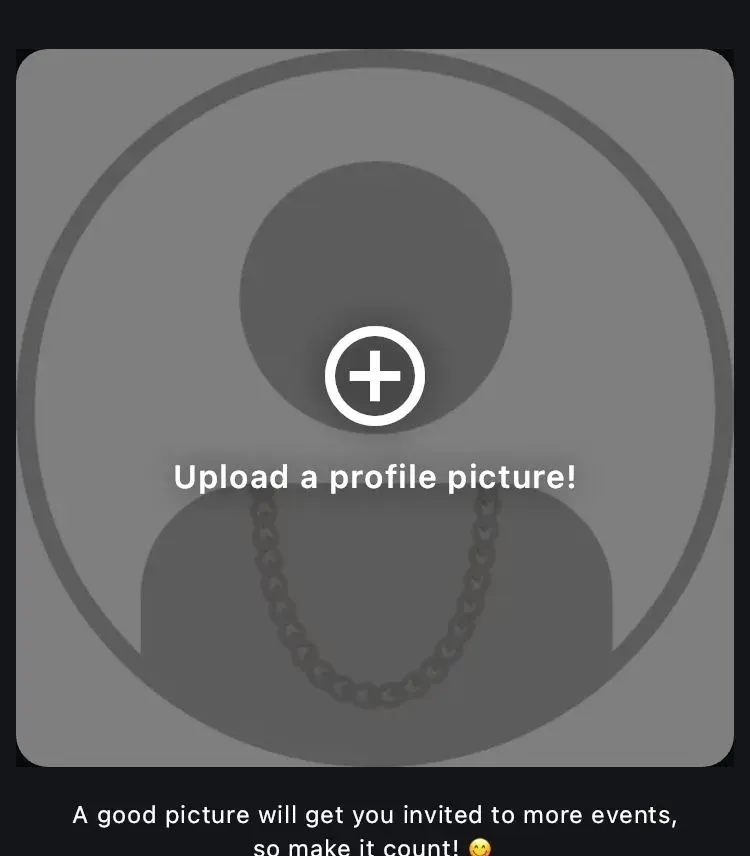 Upload a profile picture!
A good picture will get you invited to more events,
so make it count! 😋